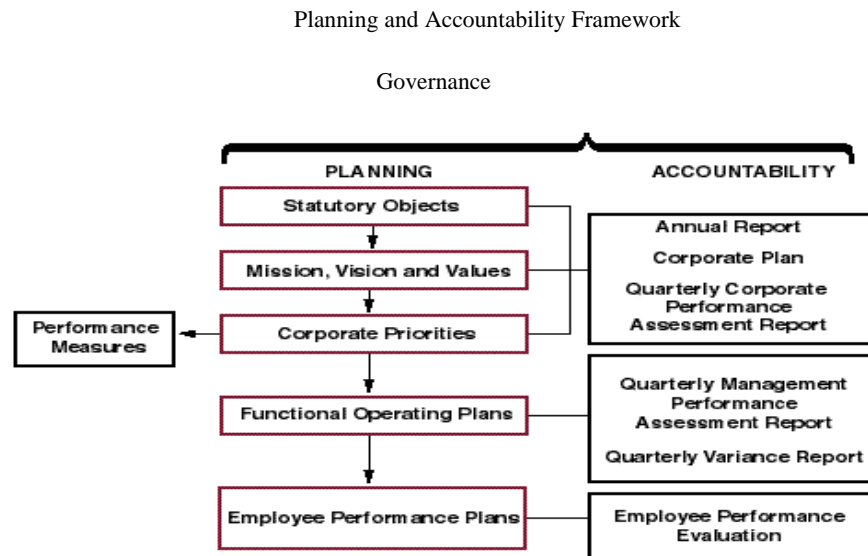 Planning and Accountability Framework
Governance
PLANNING
ACCOUNTABILITY
Statutory Objects
Mission, Vision and Values
Corporate Priorities
Performance
Measures
Functional Operating Plans
Employee Performance Plans
Annual Report
Corporate Plan
Quarterly Corporate
Performance
Assessment Report
Quarterly Management
Performance
Assessment Report
Quarterly Variance Report
Employee Performance
Evaluation